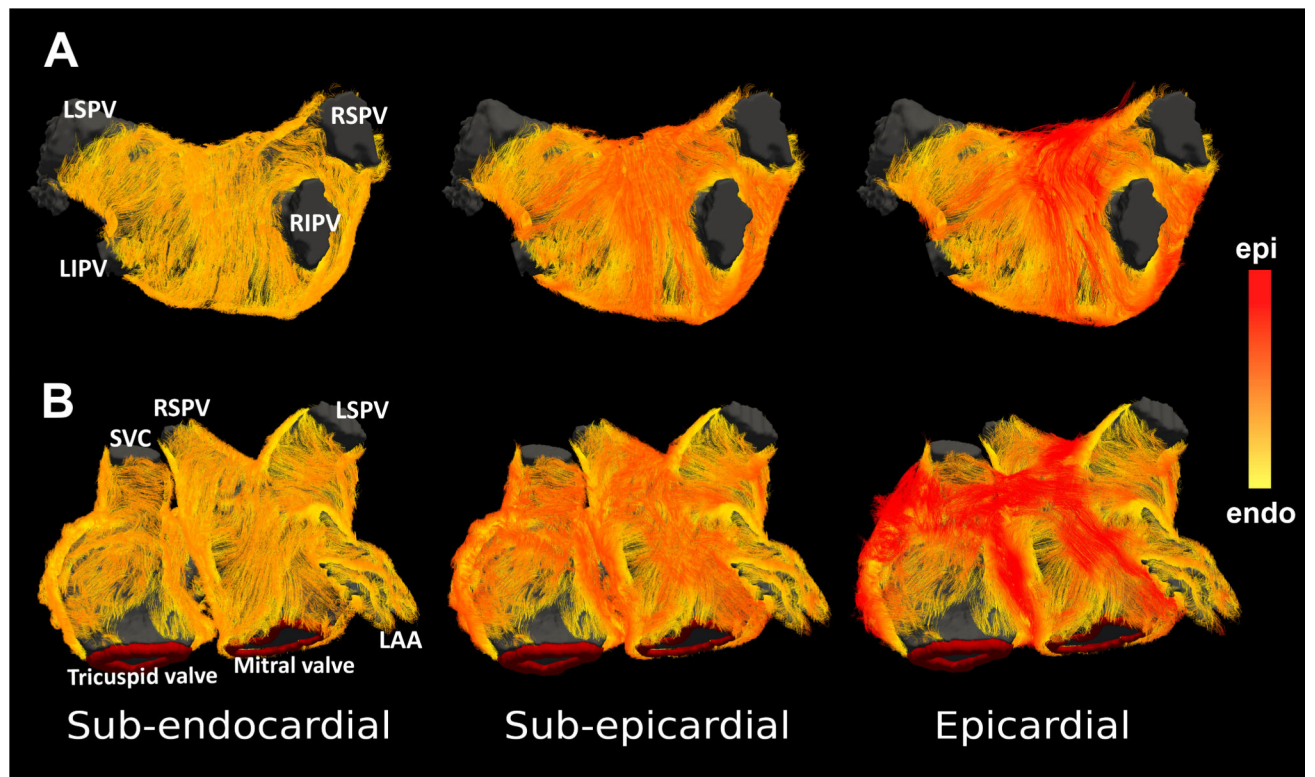 A
LSPV
RSPV
RIPV
LIPV
epi
endo
B
RSPV
LSPV
SVC
LAA
Tricuspid valve
Mitral valve
Sub-endocardial
Sub-epicardial
Epicardial